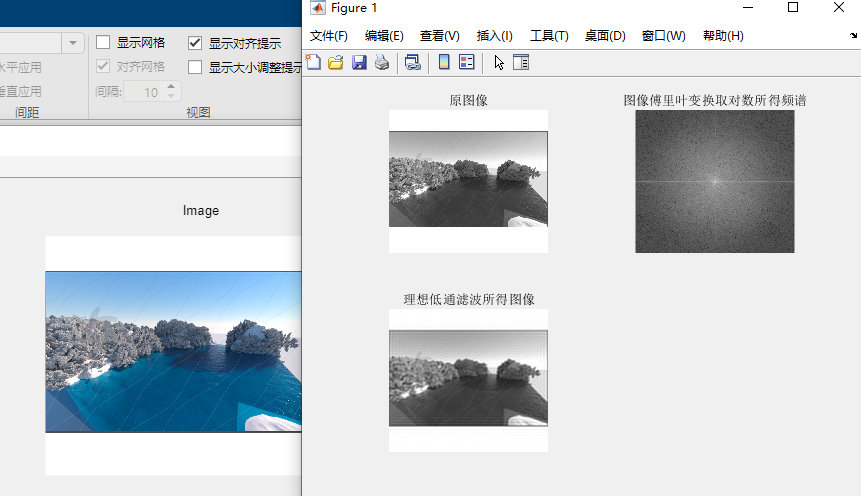 显示网格
显示对齐提示
水平应用
对齐网格
显示大小调整提示
垂直应用
间隔:
10
间距
视图
Image
Figure 1
文件(F)
编辑(E)
查看(V)
插入(I)
工具(T)
桌面(D)
窗口(W)
帮助(H)
原图像
图像傅里叶变换取对数所得频谱
理想低通滤波所得图像